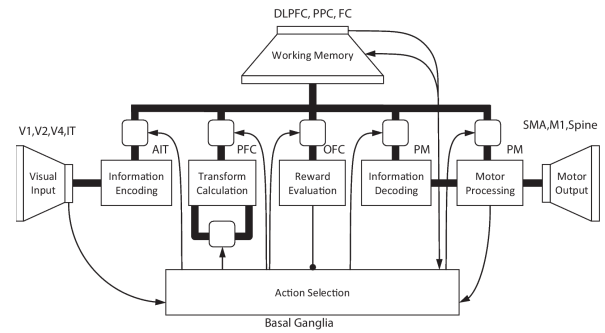 DLPFC, PPC, FC
Working Memory
V1,V2,V4,IT
AIT
PFC
OFC
PM
PM
SMA,M1,Spine
Visual
Input
Information
Encoding
Transform
Calculation
Reward
Evaluation
Information
Decoding
Motor
Processing
Motor
Output
Action Selection
Basal Ganglia